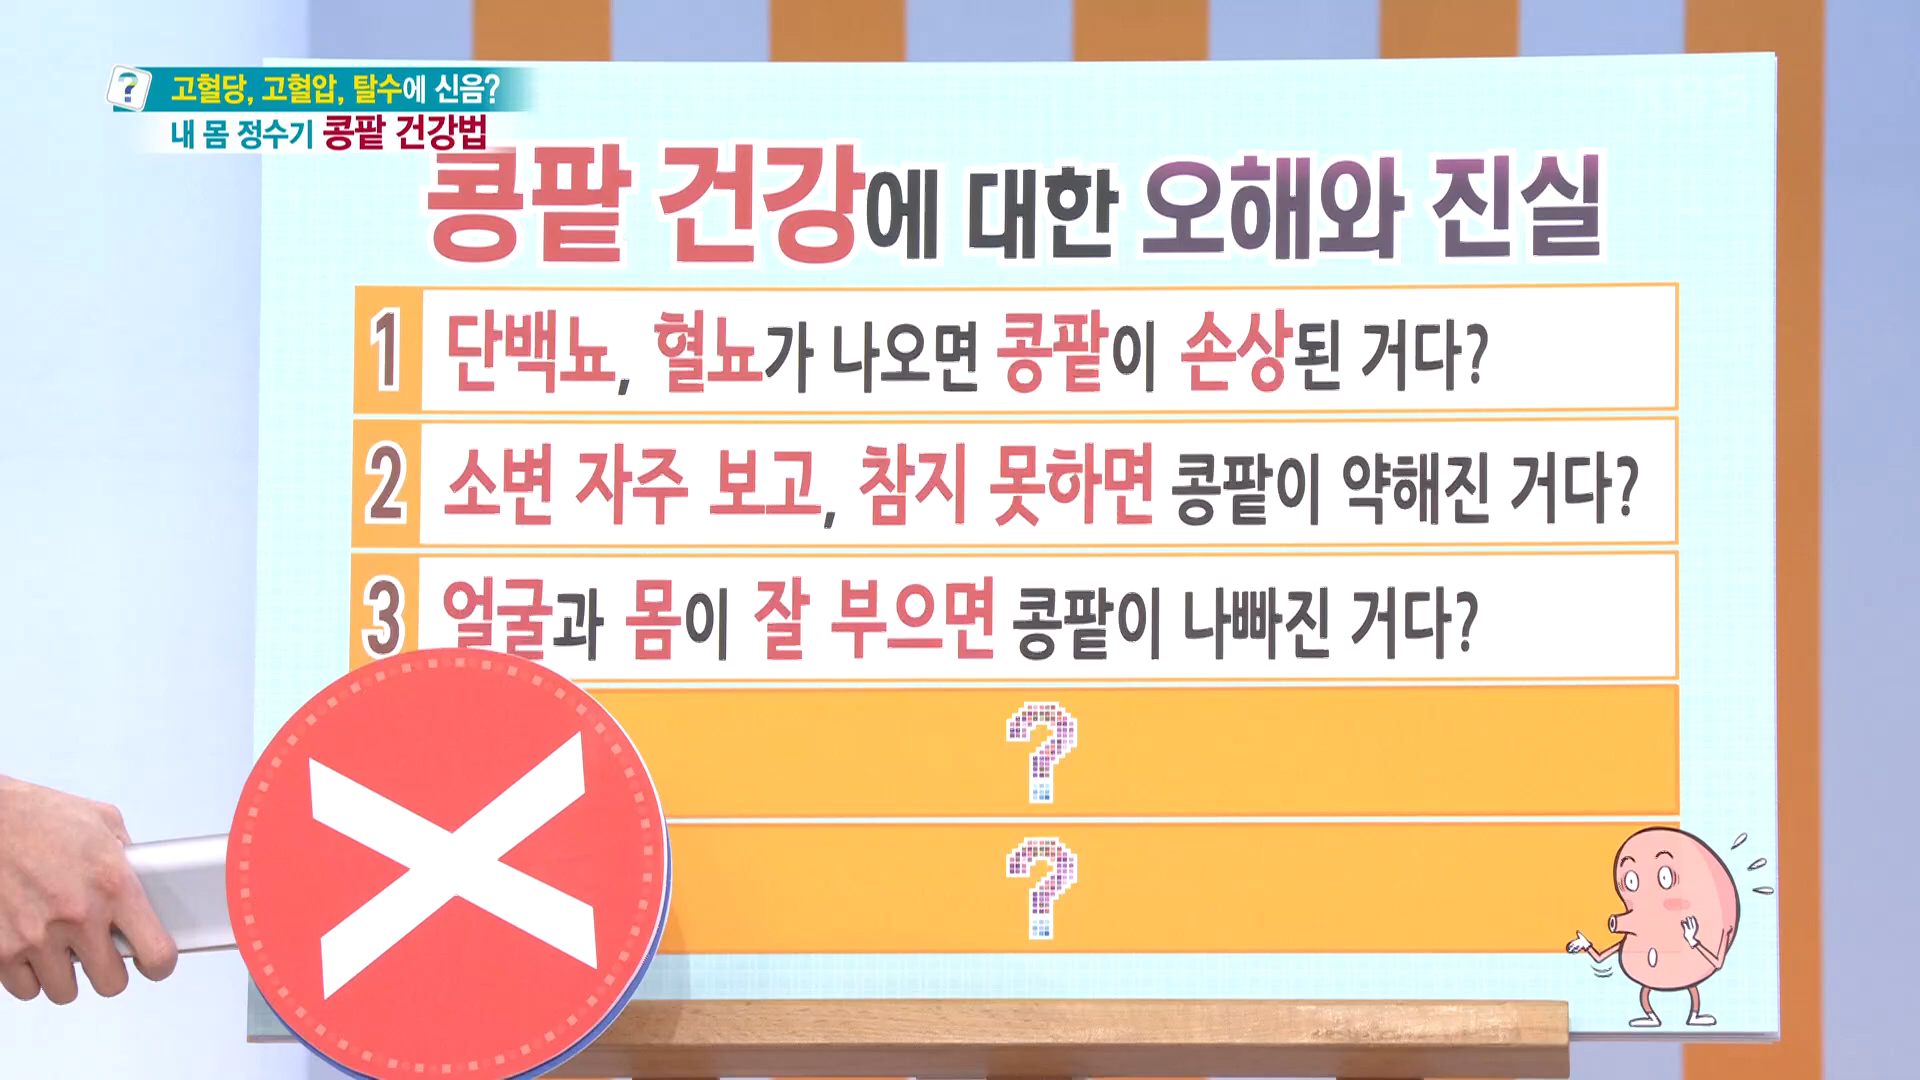 ? 고혈당, 고혈압, 탈수에 신음?
내 몸 정수기 콩팥 건강법
콩팥 건강에 대한 오해와 진실
1 단백뇨, 혈뇨가 나오면 콩팥이 손상된 거다?
2 소변 자주 보고, 참지 못하면 콩팥이 약해진 거다?
3 얼굴과 몸이 잘 부으면 콩팥이 나빠진 거다?
?
?